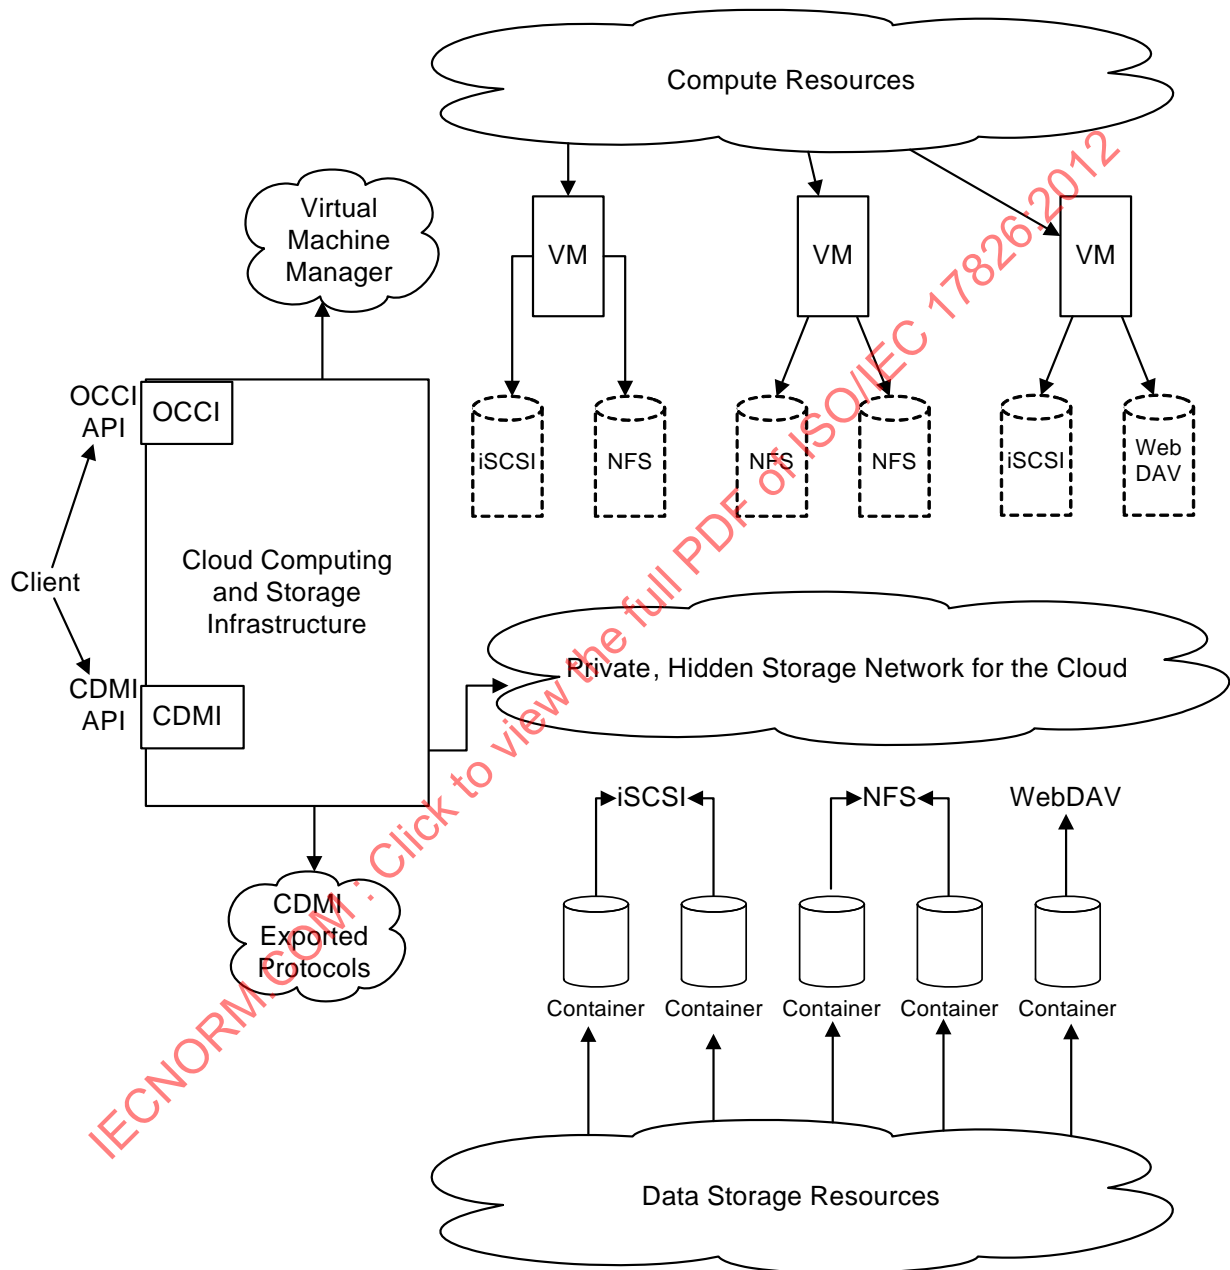 Compute Resources
Virtual
Machine
Manager
VM
VM
VM
OCCI
API
OCCI
iSCSI
NFS
NFS
NFS
iSCSI
Web
DAV
Client
Cloud Computing
and Storage
Infrastructure
CDMI
API
CDMI
Private, Hidden Storage Network for the Cloud
iSCSI
NFS
WebDAV
CDMI
Exported
Protocols
Container
Container
Container
Container
Container
Data Storage Resources
IECNORM.COM : Click to view the full PDF of ISO/IEC 17826:2012